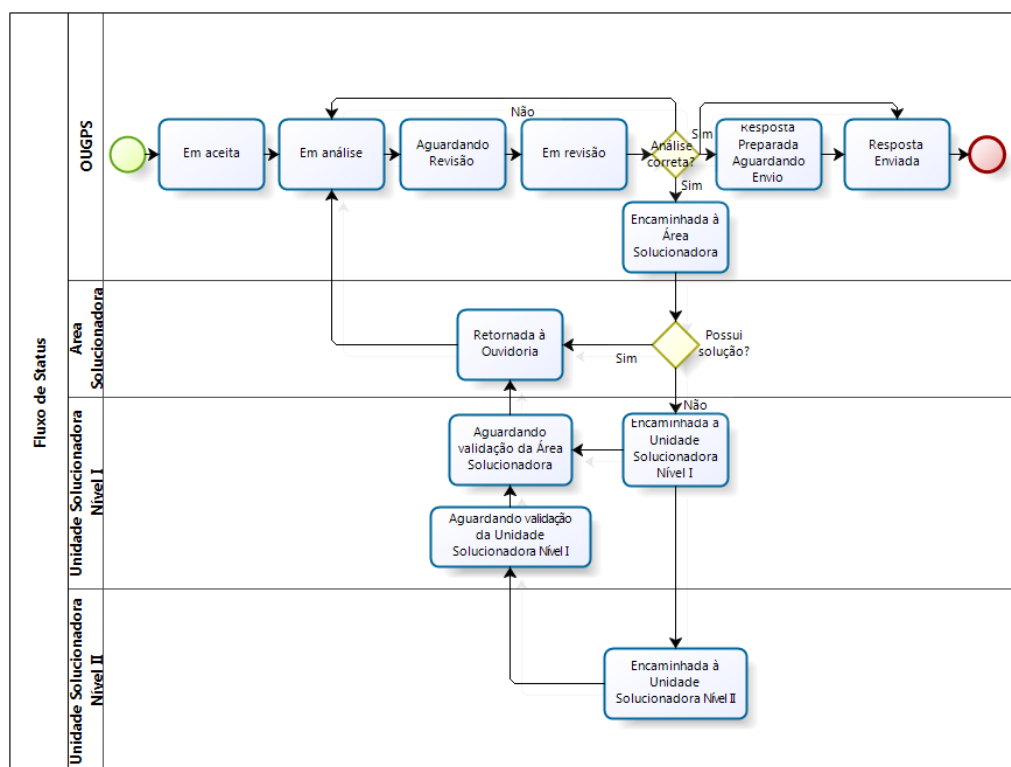 Fluxo de Status
OUGPS
Em aceita
Em análise
Aguardando
Revisão
Em revisão
Não
Análise
correta?
Sim
Resposta
Preparada
Aguardando
Envio
Resposta
Enviada
Sim
Encaminhada à
Área
Solucionadora
Área
Solucionadora
Retornada à
Ouvidoria
Sim
Possui
solução?
Não
Unidade Solucionadora
Nível I
Aguardando
validação da Área
Solucionadora
Encaminhada à
Unidade
Solucionadora
Nível I
Aguardando validação
da Unidade
Solucionadora Nível I
Unidade Solucionadora
Nível II
Encaminhada à
Unidade
Solucionadora Nível II